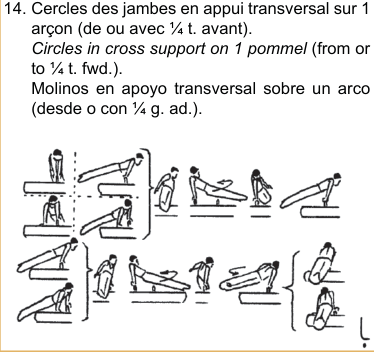 14. Cercles des jambes en appui transversal sur 1
arçon (de ou avec ¼ t. avant).
Circles in cross support on 1 pommel (from or
to ¼ t. fwd.).
Molinos en apoyo transversal sobre un arco
(desde o con ¼ g. ad.).